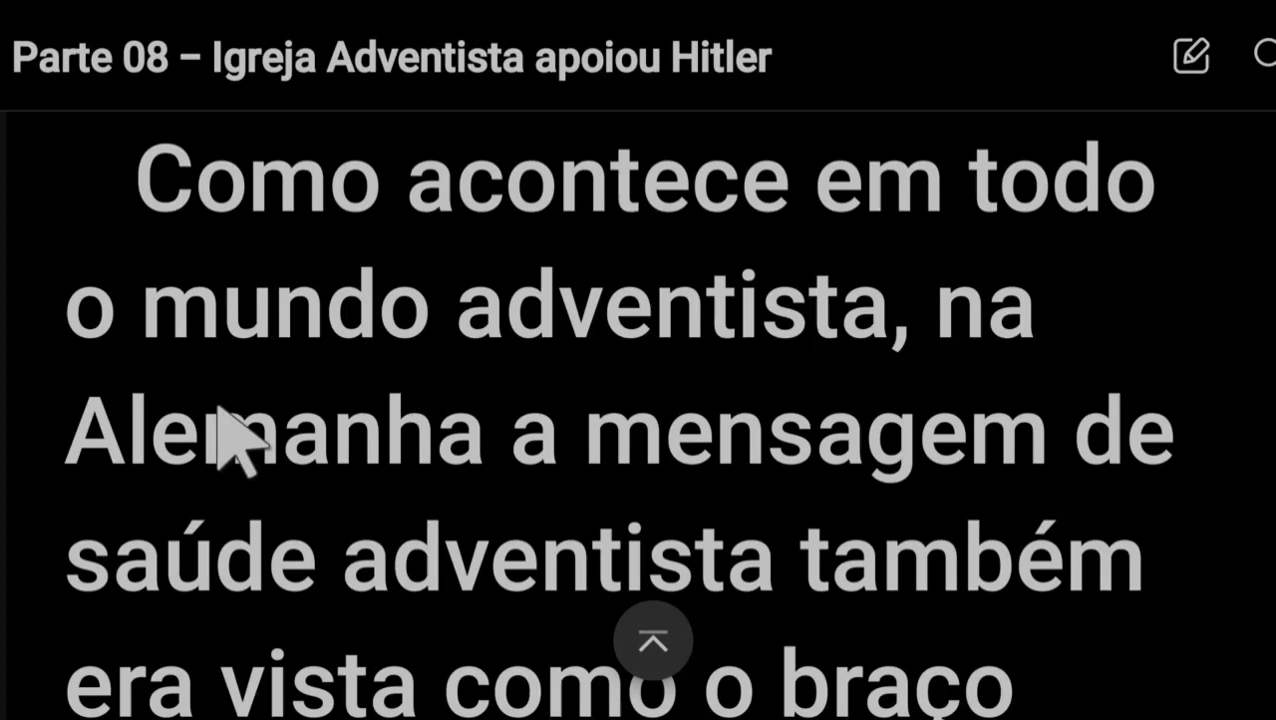 Parte 08 – Igreja Adventista apoiou Hitler
Como acontece em todo
o mundo adventista, na
Alemanha a mensagem de
saúde adventista também
era vista como o braço